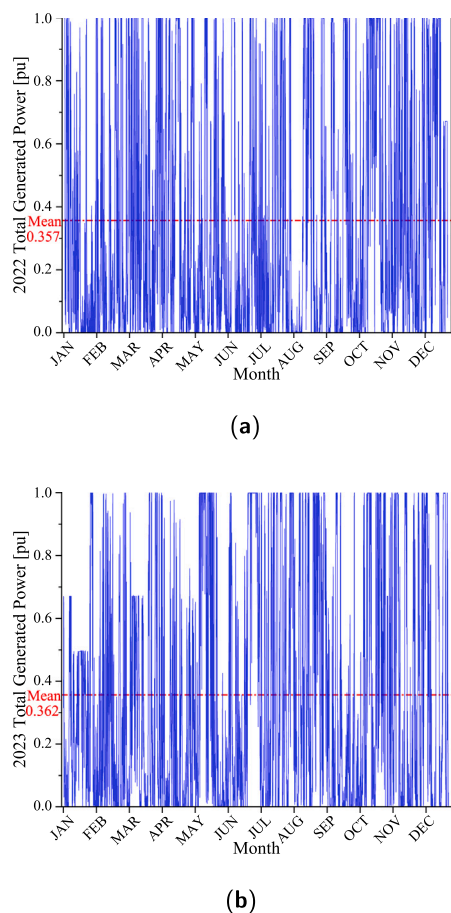 2022 Total Generated Power [pu]
1.0
0.8
0.6
0.4
Mean
0.357
0.2
0.0
JAN FEB MAR APR MAY JUN JUL AUG SEP OCT NOV DEC
Month
(a)
2023 Total Generated Power [pu]
1.0
0.8
0.6
0.4
Mean
0.362
0.2
0.0
JAN FEB MAR APR MAY JUN JUL AUG SEP OCT NOV DEC
Month
(b)